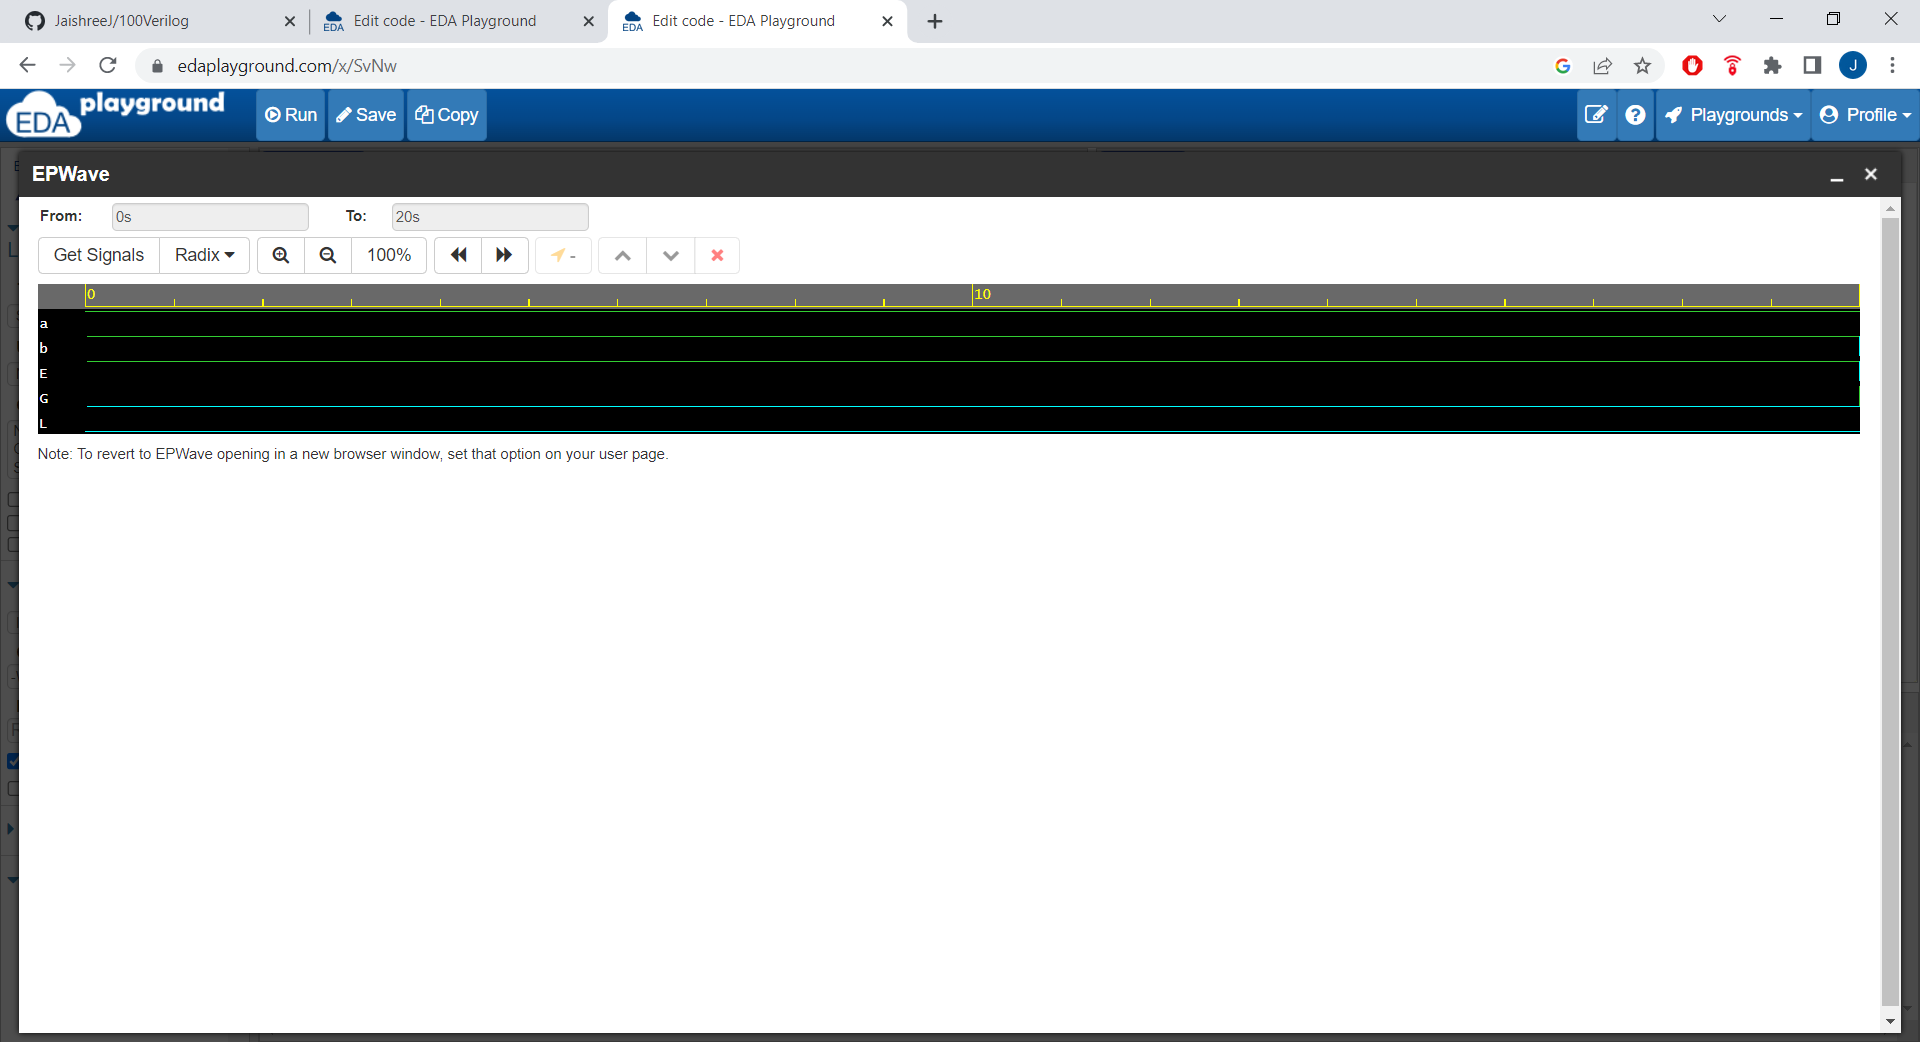 JaishreeJ/100Verilog
Edit code - EDA Playground
Edit code - EDA Playground
edaplayground.com/x/SvNw
J
EDA playground
Run
Save
Copy
Playgrounds
Profile
EPWave
From: 0s To: 20s
Get Signals
Radix
100%
-
0
10
a
b
E
G
L
Note: To revert to EPWave opening in a new browser window, set that option on your user page.